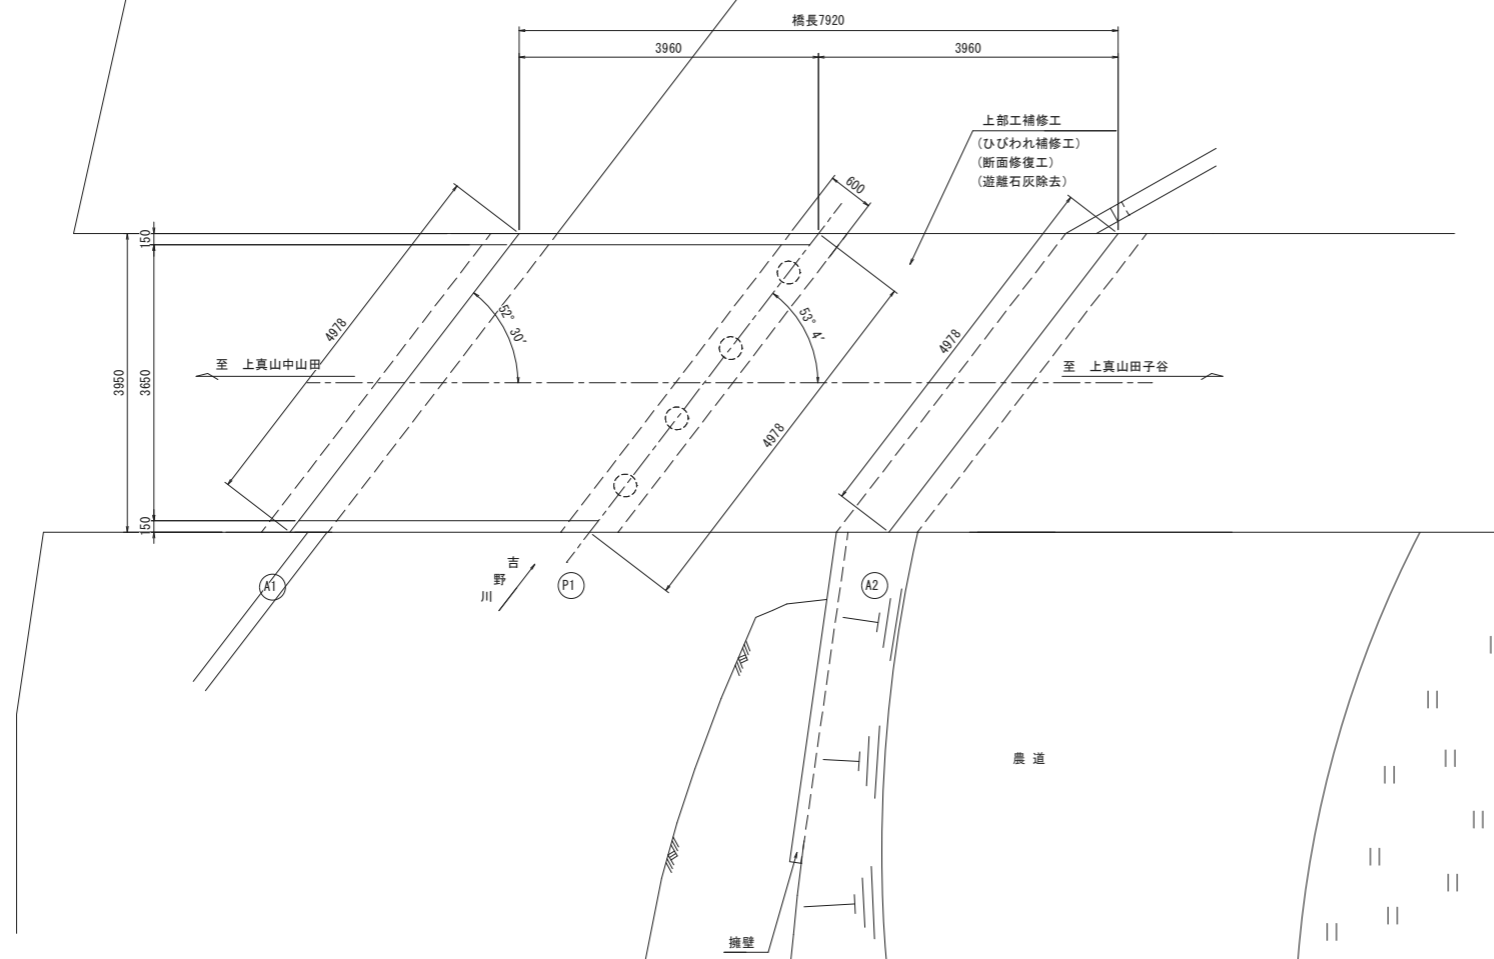 橋長7920
3960
3960
上部工補修工
(ひびわれ補修工)
(断面修復工)
(遊離石灰除去)
600
150
4978
52° 30′
53° 4′
4978
4978
至 上真山中山田
至 上真山田子谷
3950
3650
4978
150
A1
吉野川
P1
A2
農道
擁壁